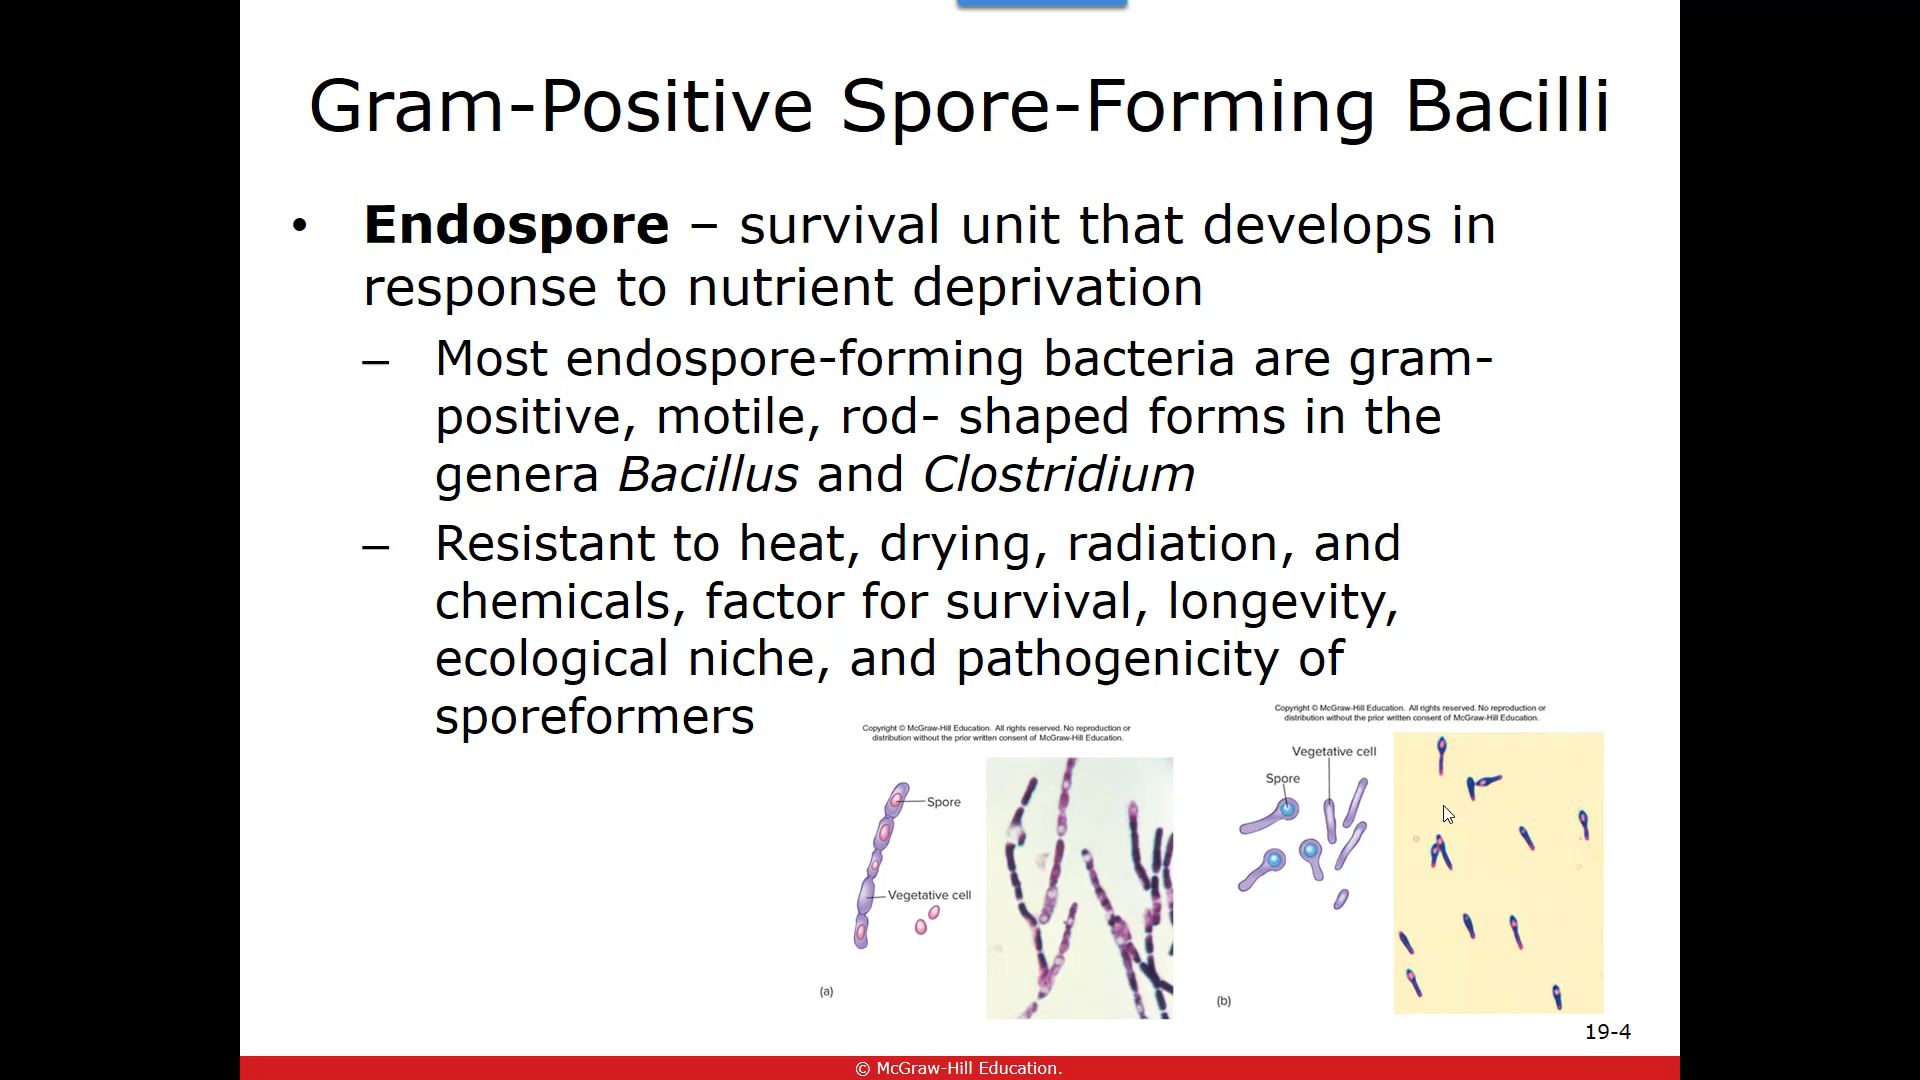 Gram-Positive Spore-Forming Bacilli
• Endospore – survival unit that develops in
response to nutrient deprivation
– Most endospore-forming bacteria are gram-
positive, motile, rod- shaped forms in the
genera Bacillus and Clostridium
– Resistant to heat, drying, radiation, and
chemicals, factor for survival, longevity,
ecological niche, and pathogenicity of
sporeformers
Copyright © McGraw-Hill Education. All rights reserved. No reproduction or
distribution without the prior written consent of McGraw-Hill Education.
Spore
Vegetative cell
(a)
Copyright © McGraw-Hill Education. All rights reserved. No reproduction or
distribution without the prior written consent of McGraw-Hill Education.
Vegetative cell
Spore
(b)
19-4
© McGraw-Hill Education.